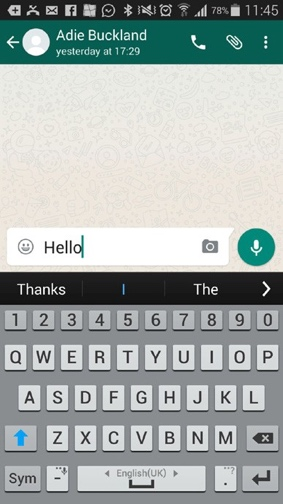 78% 11:45
Adie Buckland
yesterday at 17:29
Hello
Thanks I The
1 2 3 4 5 6 7 8 9 0
Q W E R T Y U I O P
A S D F G H J K L
Z X C V B N M
Sym - English(UK) .